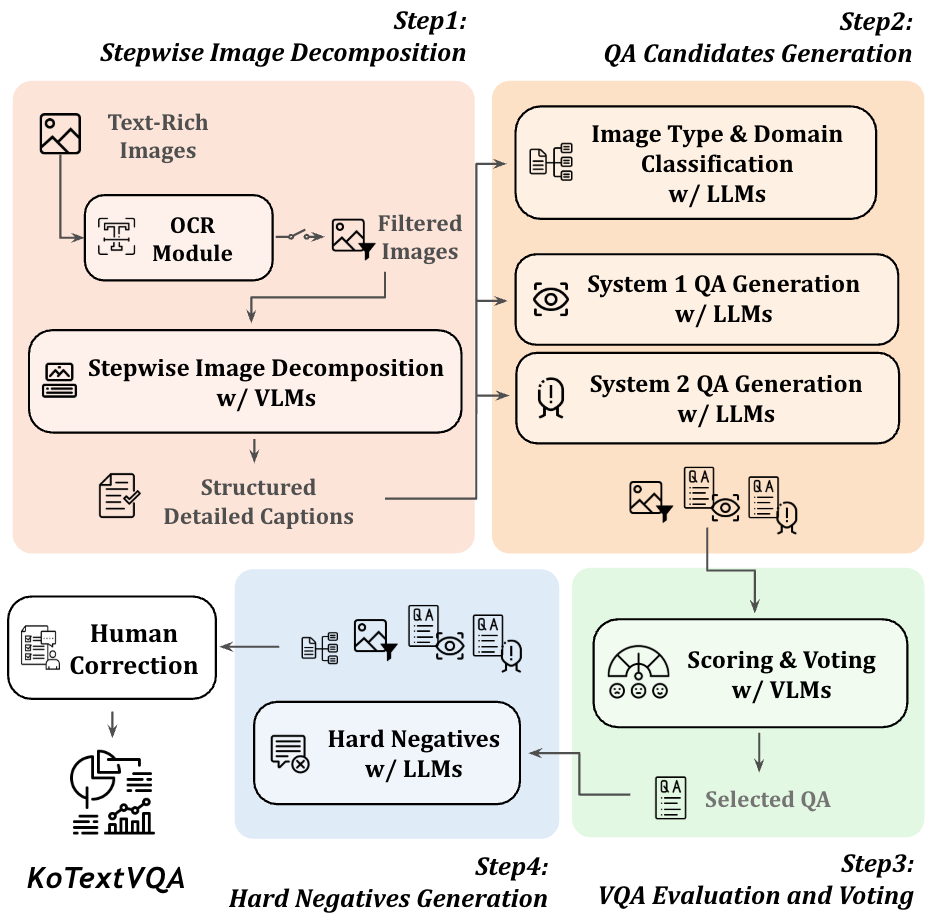 Step1:
Stepwise Image Decomposition
Text-Rich
Images
OCR
Module
Filtered
Images
Stepwise Image Decomposition
w/ VLMs
Structured
Detailed Captions
Step2:
QA Candidates Generation
Image Type & Domain
Classification
w/ LLMs
System 1 QA Generation
w/ LLMs
System 2 QA Generation
w/ LLMs
QA
QA
Scoring & Voting
w/ VLMs
Selected QA
Step3:
VQA Evaluation and Voting
QA
QA
Hard Negatives
w/ LLMs
Step4:
Hard Negatives Generation
Human
Correction
KoTextVQA